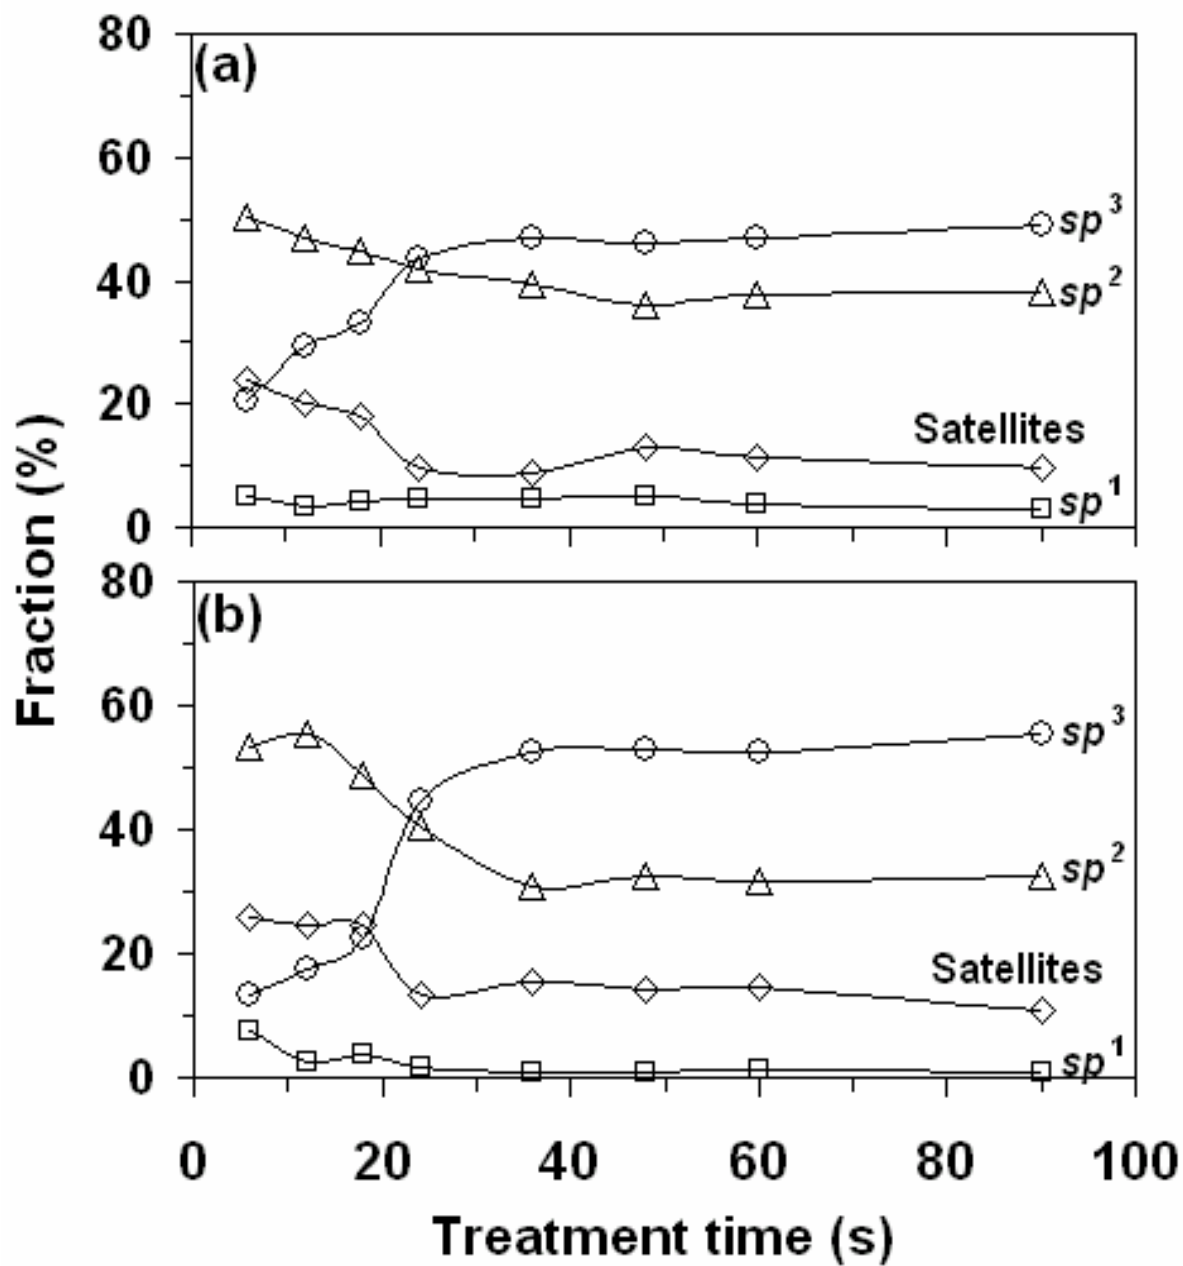 80
(a)
60
sp3
40
sp2
20
Satellites
sp1
0
Fraction (%)
80
(b)
60
sp3
40
sp2
20
Satellites
sp1
0
0 20 40 60 80 100
Treatment time (s)